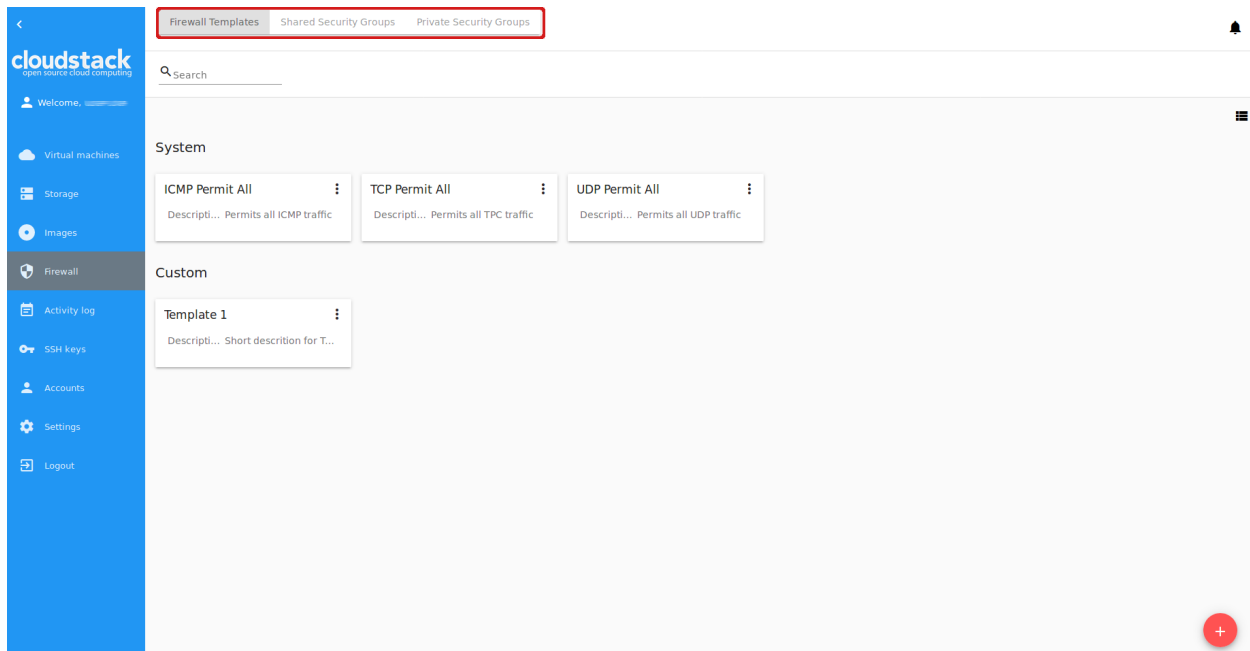 Firewall Templates Shared Security Groups Private Security Groups
cloudstack
open source cloud computing
Search
Welcome,
Virtual machines
Storage
Images
Firewall
Activity log
SSH keys
Accounts
Settings
Logout
System
ICMP Permit All
Descripti... Permits all ICMP traffic
TCP Permit All
Descripti... Permits all TPC traffic
UDP Permit All
Descripti... Permits all UDP traffic
Custom
Template 1
Descripti... Short descrition for T...